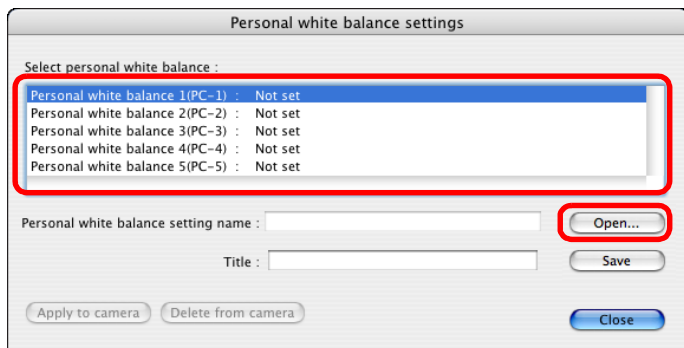 Personal white balance settings
Select personal white balance :
Personal white balance 1(PC-1)  :  Not set
Personal white balance 2(PC-2)  :  Not set
Personal white balance 3(PC-3)  :  Not set
Personal white balance 4(PC-4)  :  Not set
Personal white balance 5(PC-5)  :  Not set
Personal white balance setting name : Open...
Title : Save
Apply to camera Delete from camera Close